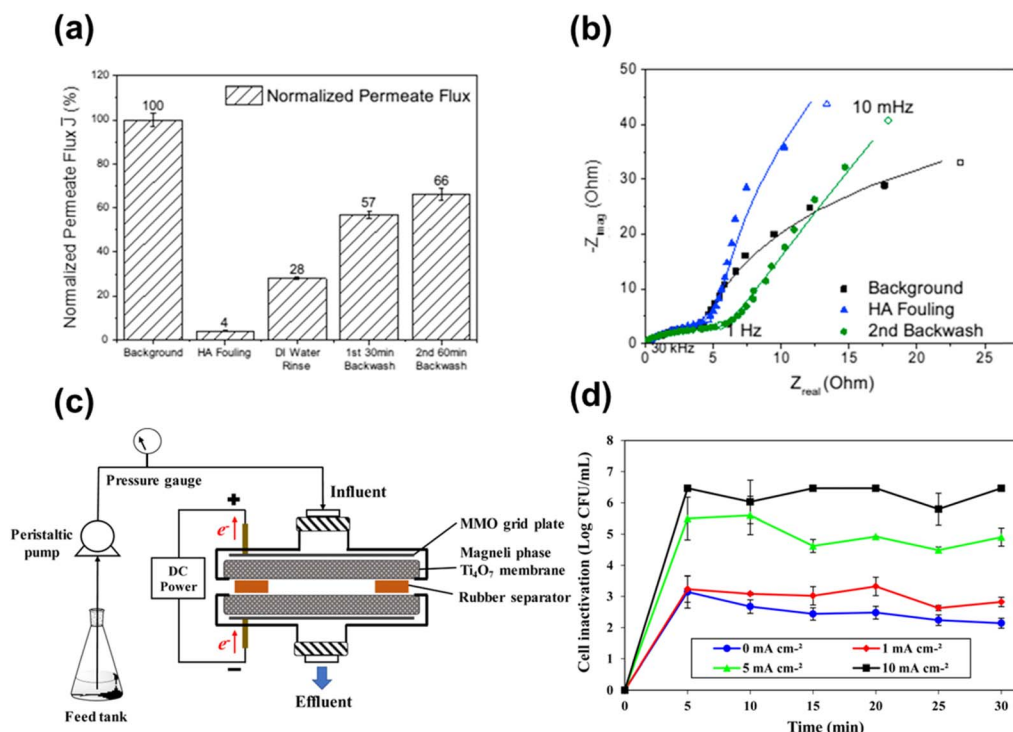 (a)
Normalized Permeate Flux J̅ (%)
120
100
80
60
40
20
0
Normalized Permeate Flux
100
4
28
57
66
Background
HA Fouling
DI Water
Rinse
1st 30min
Backwash
2nd 60min
Backwash
(b)
-Z_imag (Ohm)
50
40
30
20
10
0
10 mHz
Background
HA Fouling
2nd Backwash
1 Hz
30 kHz
0 5 10 15 20 25
Z_real (Ohm)
(c)
Pressure gauge
Influent
Peristaltic
pump
+
e-
DC
Power
e-
−
MMO grid plate
Magneli phase
Ti₄O₇ membrane
Rubber separator
Feed tank
Effluent
(d)
Cell inactivation (Log CFU/mL)
9
8
7
6
5
4
3
2
1
0
0 mA cm-² 1 mA cm-²
5 mA cm-² 10 mA cm-²
0 5 10 15 20 25 30
Time (min)